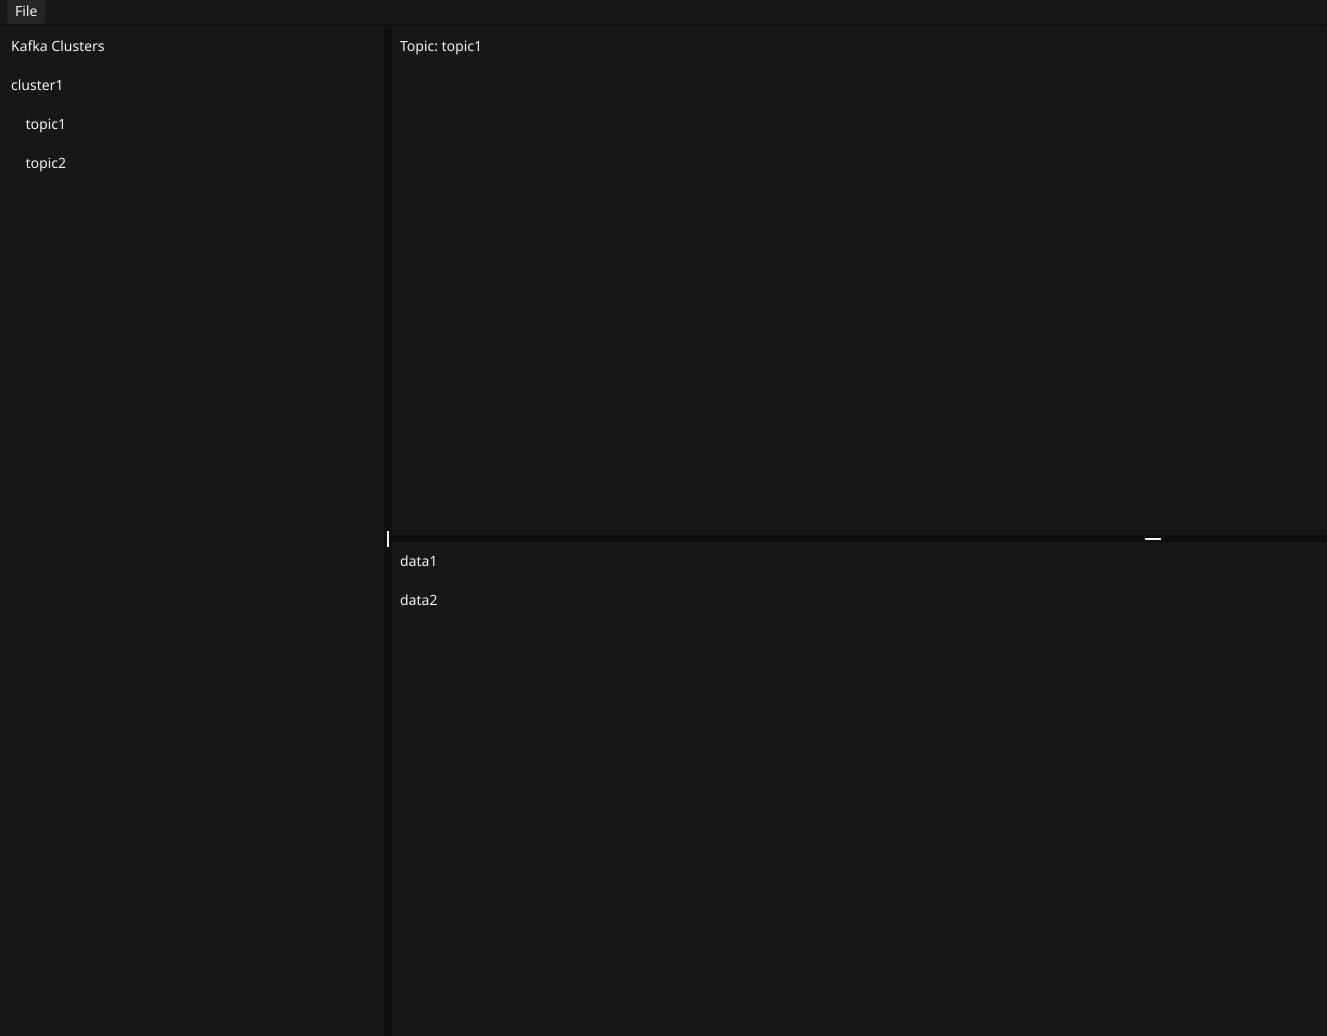 File
Kafka Clusters
cluster1
topic1
topic2
Topic: topic1
data1
data2